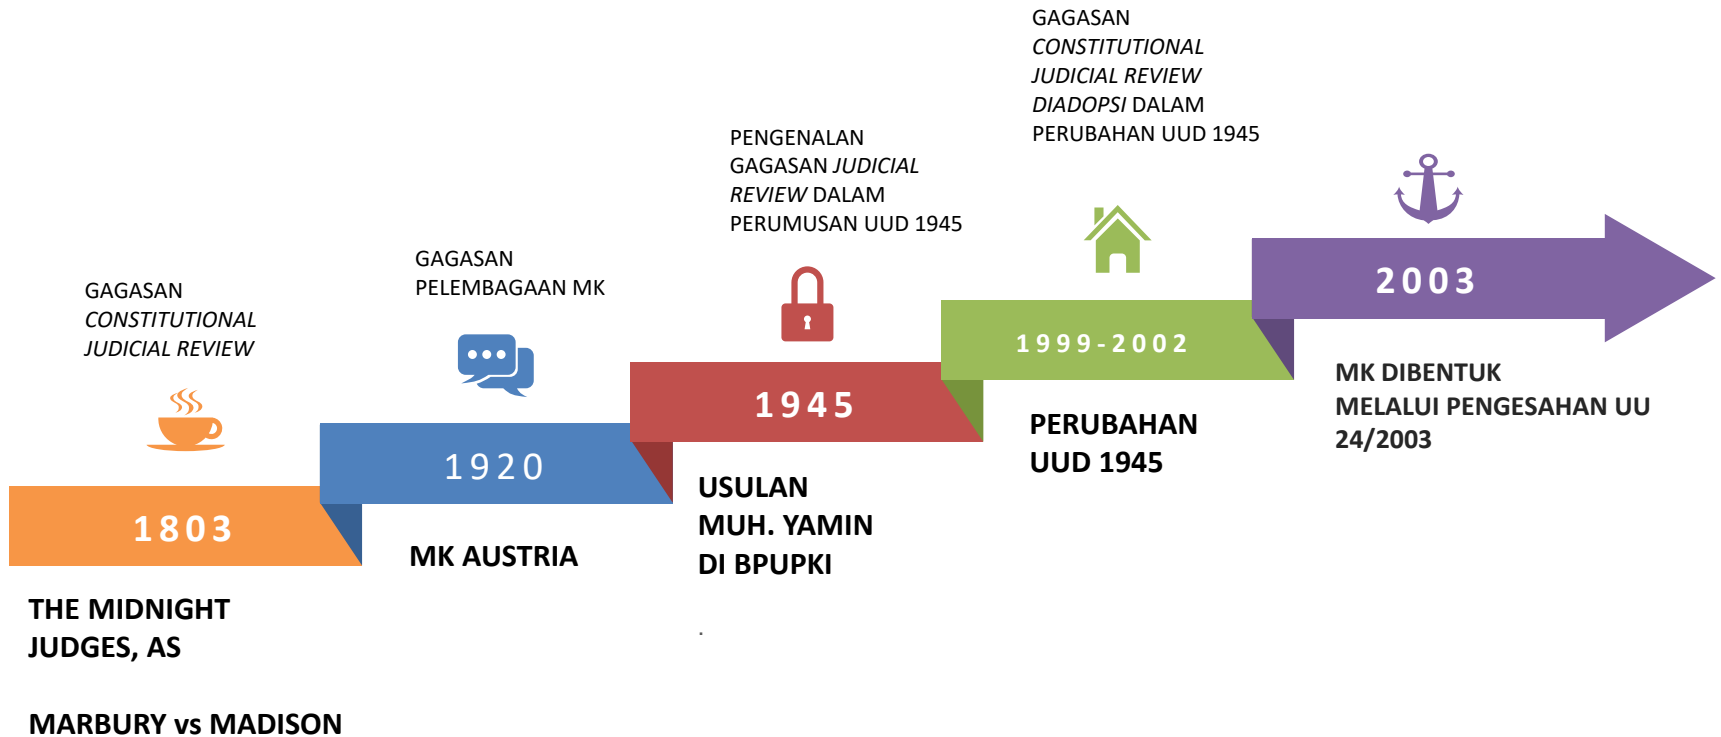 GAGASAN
CONSTITUTIONAL
JUDICIAL REVIEW
1803
THE MIDNIGHT
JUDGES, AS
MARBURY vs MADISON
GAGASAN
PELEMBAGAAN MK
1920
MK AUSTRIA
PENGENALAN
GAGASAN JUDICIAL
REVIEW DALAM
PERUMUSAN UUD 1945
1945
USULAN
MUH. YAMIN
DI BPUPKI
.
GAGASAN
CONSTITUTIONAL
JUDICIAL REVIEW
DIADOPSI DALAM
PERUBAHAN UUD 1945
1999-2002
PERUBAHAN
UUD 1945
2003
MK DIBENTUK
MELALUI PENGESAHAN UU
24/2003